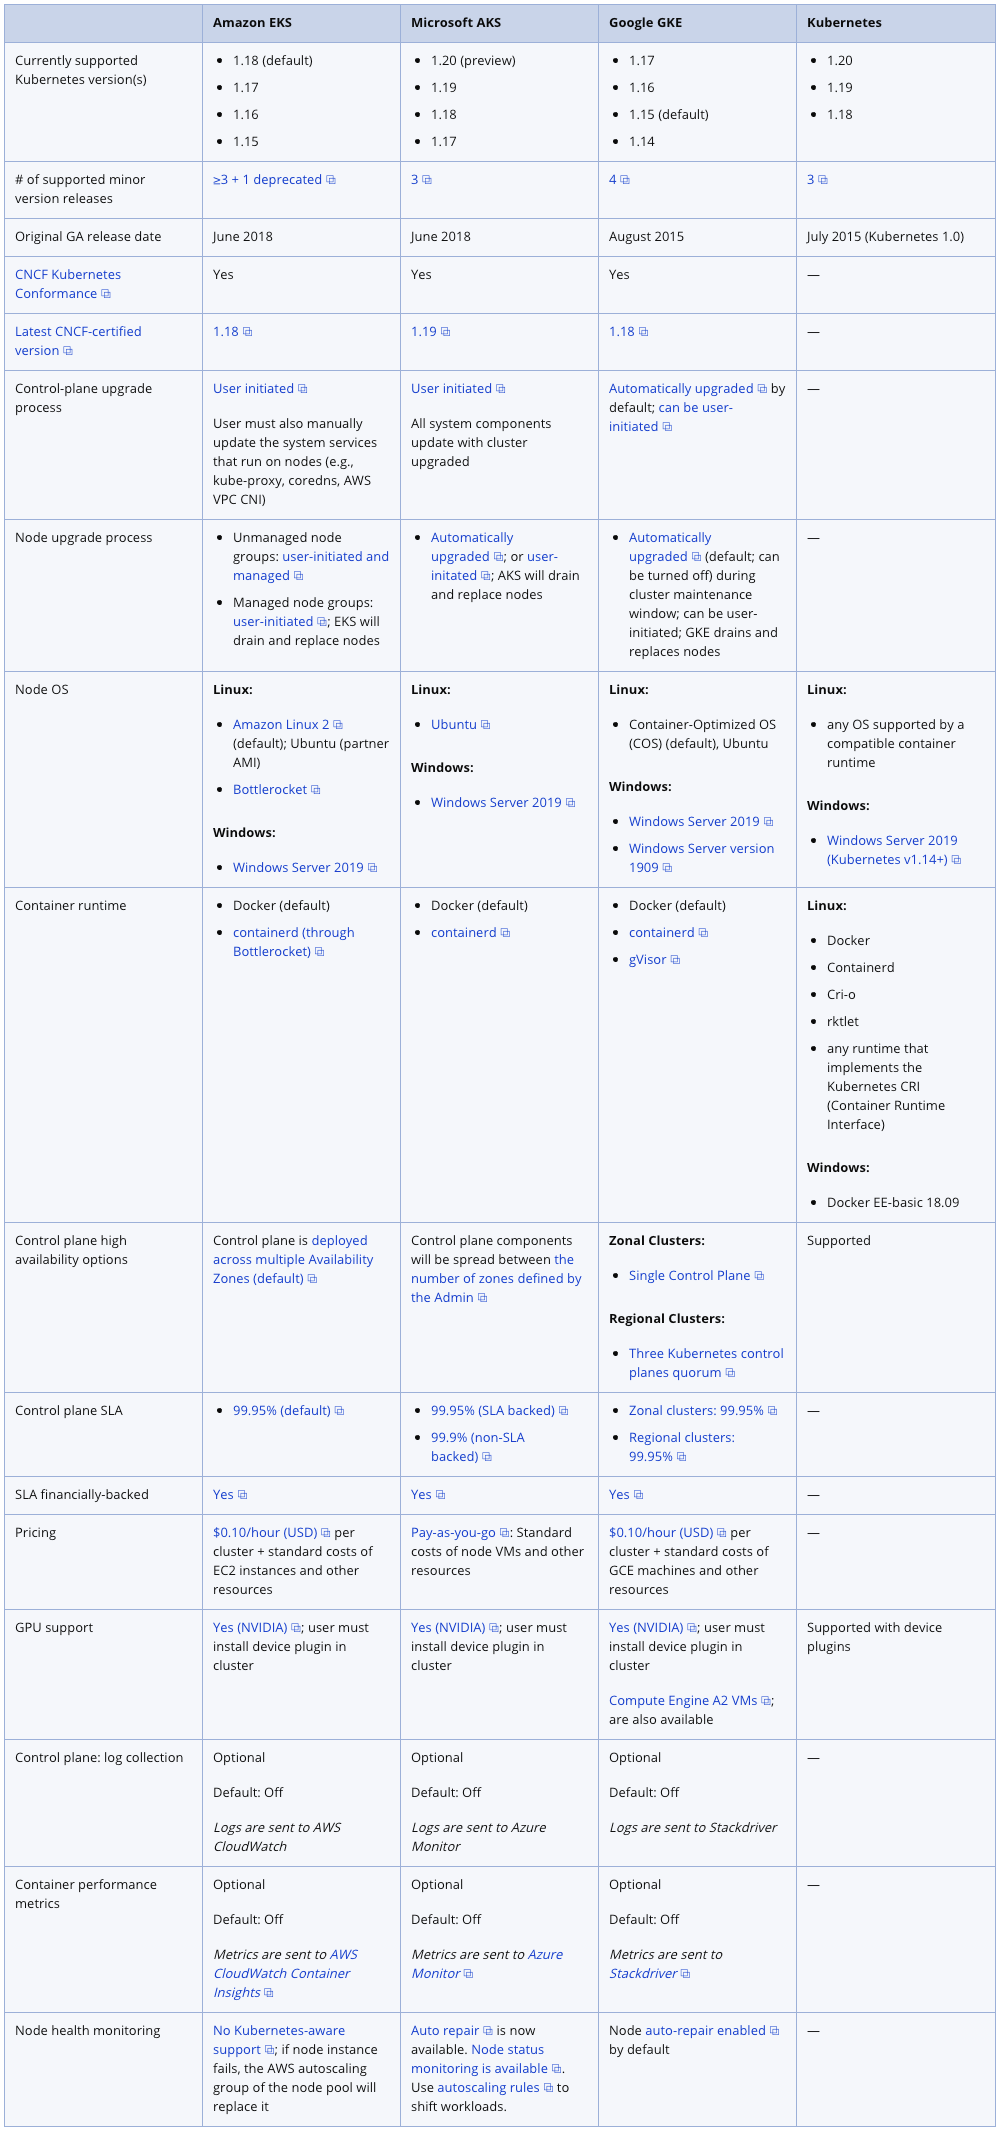 Amazon EKS
Microsoft AKS
Google GKE
Kubernetes
Currently supported
Kubernetes version(s)
• 1.18 (default)
• 1.17
• 1.16
• 1.15
• 1.20 (preview)
• 1.19
• 1.18
• 1.17
• 1.17
• 1.16
• 1.15 (default)
• 1.14
• 1.20
• 1.19
• 1.18
# of supported minor
version releases
≥3 + 1 deprecated
3
4
3
Original GA release date
June 2018
June 2018
August 2015
July 2015 (Kubernetes 1.0)
CNCF Kubernetes
Conformance
Yes
Yes
Yes
—
Latest CNCF-certified
version
1.18
1.19
1.18
—
Control-plane upgrade
process
User initiated
User must also manually
update the system services
that run on nodes (e.g.,
kube-proxy, coredns, AWS
VPC CNI)
User initiated
All system components
update with cluster
upgraded
Automatically upgraded by
default; can be user-
initiated
—
Node upgrade process
• Unmanaged node
groups: user-initiated and
managed
• Managed node groups:
user-initiated; EKS will
drain and replace nodes
• Automatically
upgraded; or user-
initated; AKS will drain
and replace nodes
• Automatically
upgraded (default; can
be turned off) during
cluster maintenance
window; can be user-
initiated; GKE drains and
replaces nodes
—
Node OS
Linux:
• Amazon Linux 2
(default); Ubuntu (partner
AMI)
• Bottlerocket
Windows:
• Windows Server 2019
Linux:
• Ubuntu
Windows:
• Windows Server 2019
Linux:
• Container-Optimized OS
(COS) (default), Ubuntu
Windows:
• Windows Server 2019
• Windows Server version
1909
Linux:
• any OS supported by a
compatible container
runtime
Windows:
• Windows Server 2019
(Kubernetes v1.14+)
Container runtime
• Docker (default)
• containerd (through
Bottlerocket)
• Docker (default)
• containerd
• Docker (default)
• containerd
• gVisor
Linux:
• Docker
• Containerd
• Cri-o
• rktlet
• any runtime that
implements the
Kubernetes CRI
(Container Runtime
Interface)
Windows:
• Docker EE-basic 18.09
Control plane high
availability options
Control plane is deployed
across multiple Availability
Zones (default)
Control plane components
will be spread between the
number of zones defined by
the Admin
Zonal Clusters:
• Single Control Plane
Regional Clusters:
• Three Kubernetes control
planes quorum
Supported
Control plane SLA
• 99.95% (default)
• 99.95% (SLA backed)
• 99.9% (non-SLA
backed)
• Zonal clusters: 99.95%
• Regional clusters:
99.95%
—
SLA financially-backed
Yes
Yes
Yes
—
Pricing
$0.10/hour (USD) per
cluster + standard costs of
EC2 instances and other
resources
Pay-as-you-go: Standard
costs of node VMs and other
resources
$0.10/hour (USD) per
cluster + standard costs of
GCE machines and other
resources
—
GPU support
Yes (NVIDIA); user must
install device plugin in
cluster
Yes (NVIDIA); user must
install device plugin in
cluster
Yes (NVIDIA); user must
install device plugin in
cluster
Compute Engine A2 VMs;
are also available
Supported with device
plugins
Control plane: log collection
Optional
Default: Off
Logs are sent to AWS
CloudWatch
Optional
Default: Off
Logs are sent to Azure
Monitor
Optional
Default: Off
Logs are sent to Stackdriver
—
Container performance
metrics
Optional
Default: Off
Metrics are sent to AWS
CloudWatch Container
Insights
Optional
Default: Off
Metrics are sent to Azure
Monitor
Optional
Default: Off
Metrics are sent to
Stackdriver
—
Node health monitoring
No Kubernetes-aware
support; if node instance
fails, the AWS autoscaling
group of the node pool will
replace it
Auto repair is now
available. Node status
monitoring is available.
Use autoscaling rules to
shift workloads.
Node auto-repair enabled
by default
—